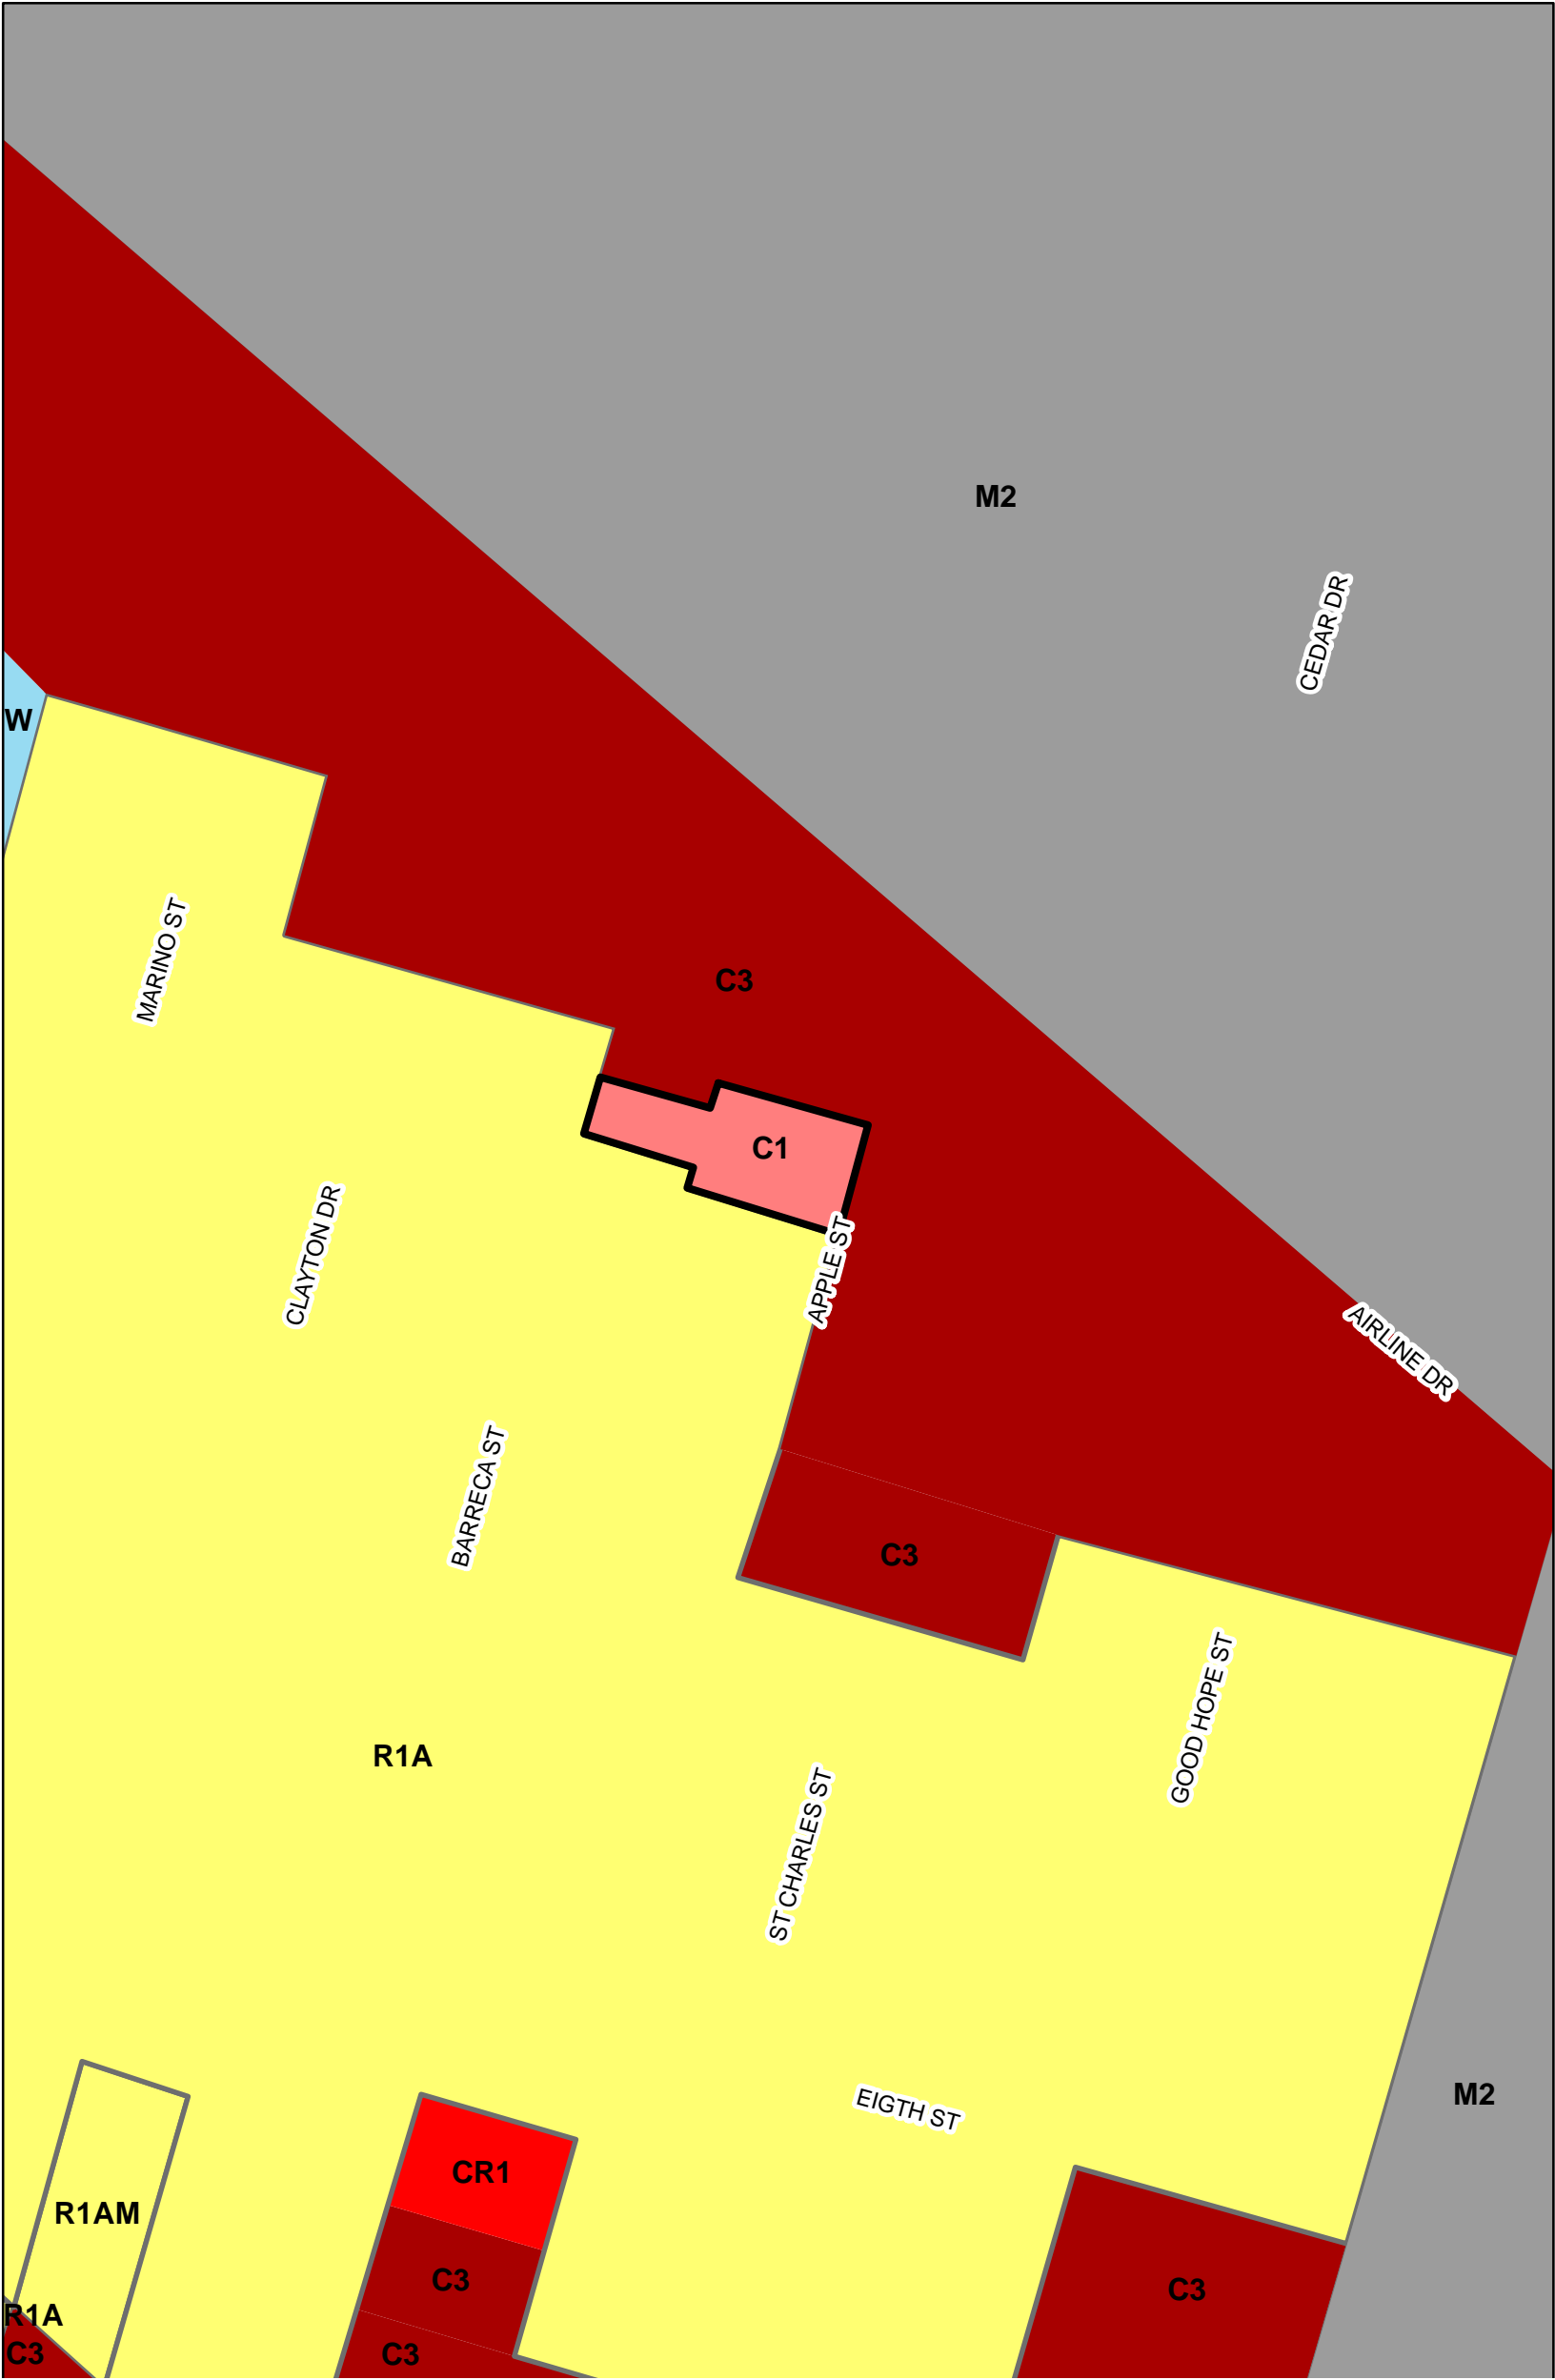 M2
CEDAR DR
W
MARINO ST
C3
C1
CLAYTON DR
APPLE ST
AIRLINE DR
BARRECA ST
C3
GOOD HOPE ST
R1A
ST CHARLES ST
EIGTH ST
M2
CR1
R1AM
C3
C3
R1A
C3
C3